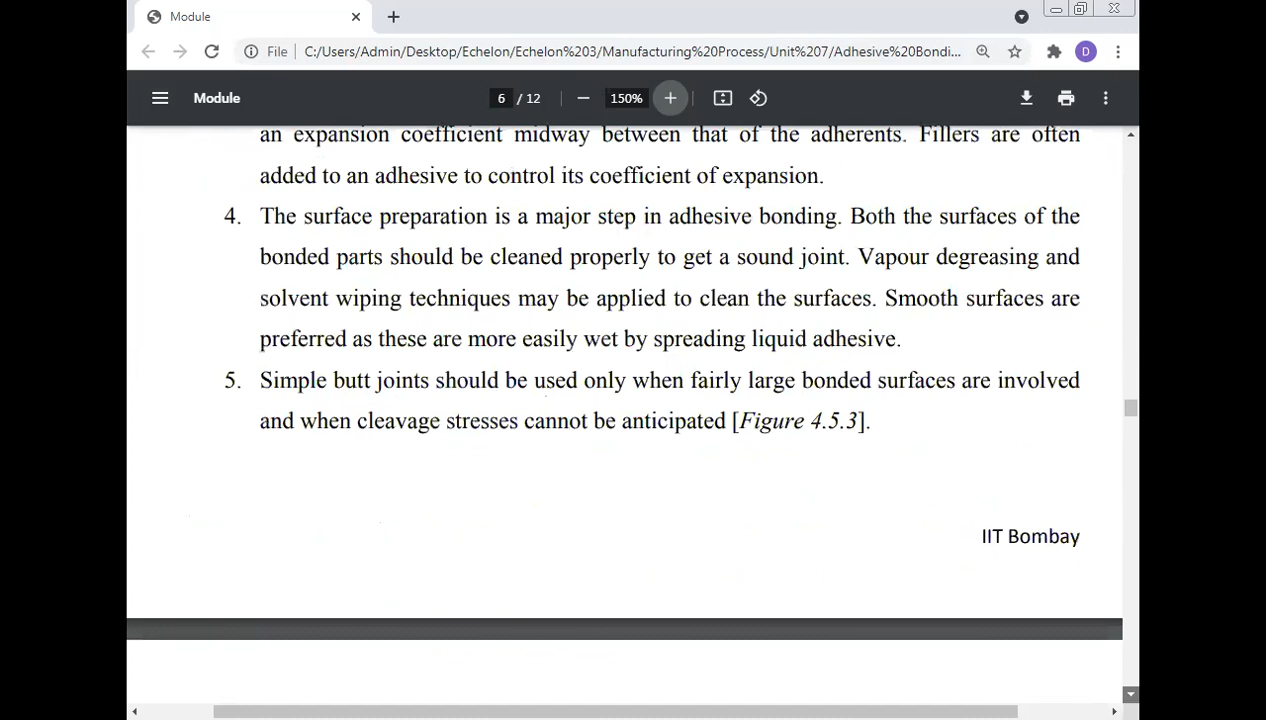 Module
File C:/Users/Admin/Desktop/Echelon/Echelon%203/Manufacturing%20Process/Unit%207/Adhesive%20Bondi... D
Module 6 / 12 150%
an expansion coefficient midway between that of the adherents. Fillers are often
added to an adhesive to control its coefficient of expansion.
4. The surface preparation is a major step in adhesive bonding. Both the surfaces of the
bonded parts should be cleaned properly to get a sound joint. Vapour degreasing and
solvent wiping techniques may be applied to clean the surfaces. Smooth surfaces are
preferred as these are more easily wet by spreading liquid adhesive.
5. Simple butt joints should be used only when fairly large bonded surfaces are involved
and when cleavage stresses cannot be anticipated [Figure 4.5.3].
IIT Bombay